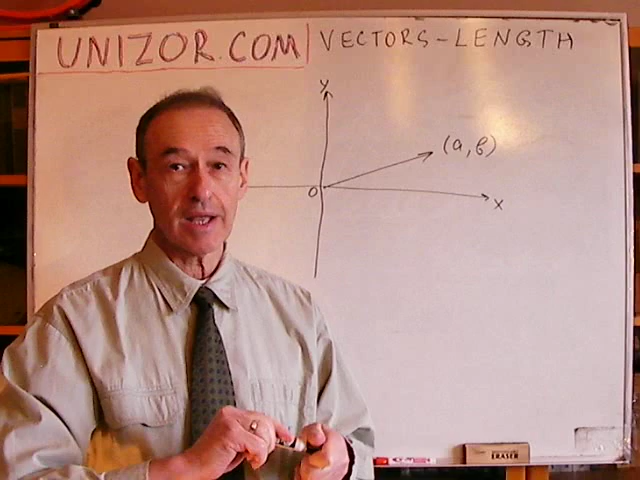 UNIZOR.COM
VECTORS-LENGTH
Y
(a,b)
O
X
ERASER